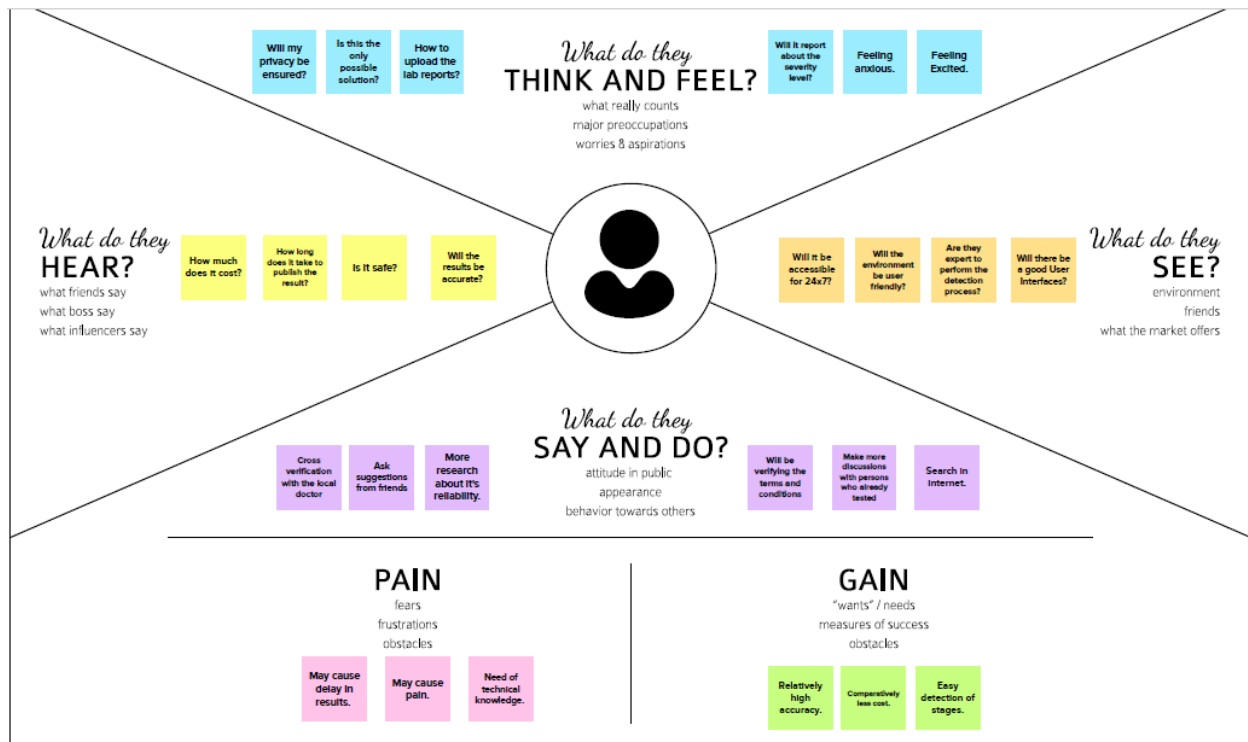 Will my
privacy be
ensured?
Is this the
only
possible
solution?
How to
upload the
lab reports?
What do they
THINK AND FEEL?
what really counts
major preoccupations
worries & aspirations
Will it report
about the
severity
level?
Feeling
anxious.
Feeling
Excited.
What do they
HEAR?
what friends say
what boss say
what influencers say
How much
does it cost?
How long
does it take to
publish the
result?
Is it safe?
Will the
results be
accurate?
Will it be
accessible
for 24x7?
Will the
environment
be user
friendly?
Are they
expert to
perform the
detection
process?
Will there be
a good User
Interfaces?
What do they
SEE?
environment
friends
what the market offers
What do they
SAY AND DO?
attitude in public
appearance
behavior towards others
Cross
verification
with the local
doctor
Ask
suggestions
from friends
More
research
about it's
reliability.
Will be
verifying the
terms and
conditions
Make more
discussions
with persons
who already
tested
Search in
Internet.
PAIN
fears
frustrations
obstacles
May cause
delay in
results.
May cause
pain.
Need of
technical
knowledge.
GAIN
"wants" / needs
measures of success
obstacles
Relatively
high
accuracy.
Comparatively
less cost.
Easy
detection of
stages.